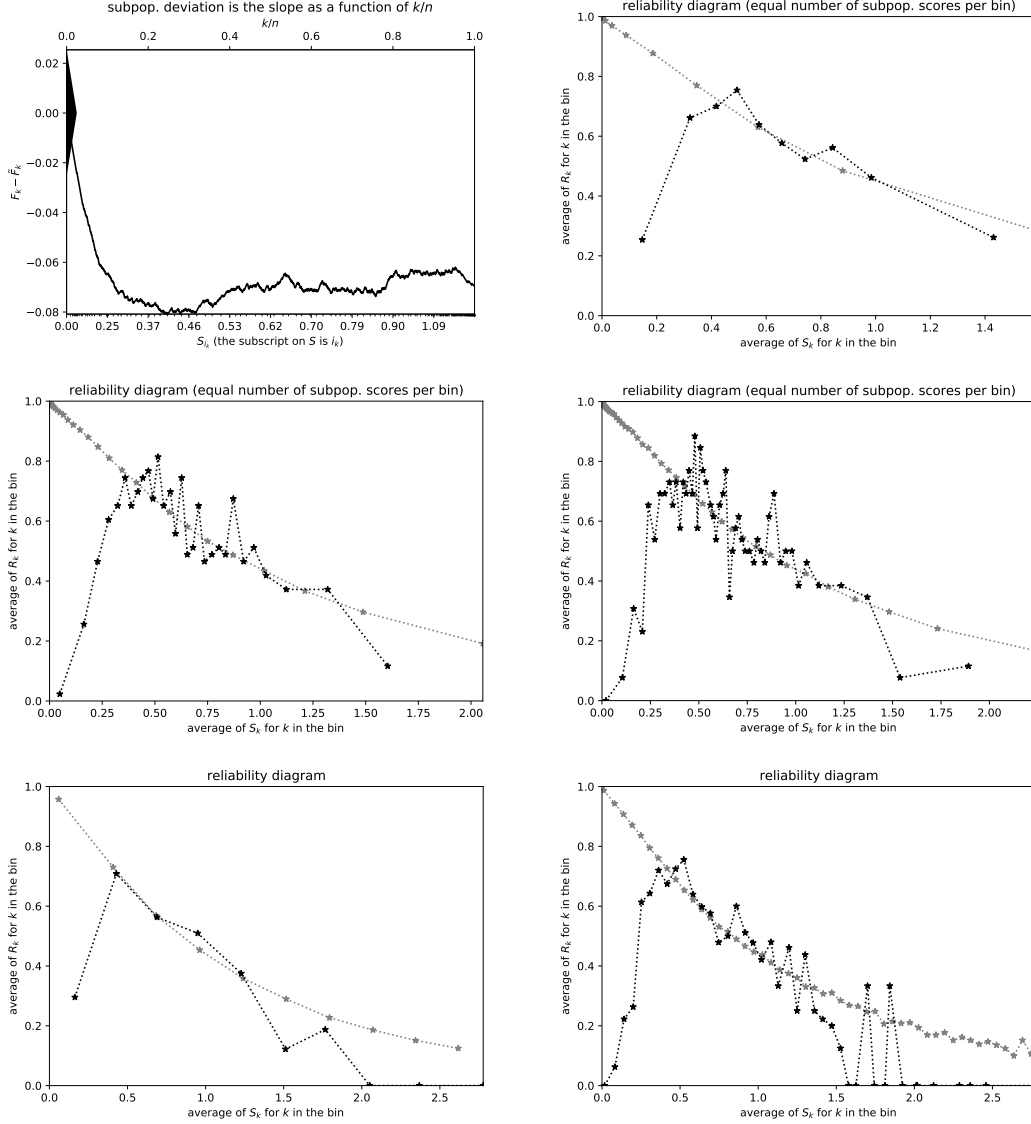 subpop. deviation is the slope as a function of k/n
k/n
0.0 0.2 0.4 0.6 0.8 1.0
0.02
0.00
−0.02
−0.04
−0.06
−0.08
F_k − F̃_k
0.00 0.25 0.37 0.46 0.53 0.62 0.70 0.79 0.90 1.09
S_{i_k} (the subscript on S is i_k)
reliability diagram (equal number of subpop. scores per bin)
1.0
0.8
0.6
0.4
0.2
0.0
average of R_k for k in the bin
0.0 0.2 0.4 0.6 0.8 1.0 1.2 1.4
average of S_k for k in the bin
reliability diagram (equal number of subpop. scores per bin)
1.0
0.8
0.6
0.4
0.2
0.0
average of R_k for k in the bin
0.00 0.25 0.50 0.75 1.00 1.25 1.50 1.75 2.00
average of S_k for k in the bin
reliability diagram (equal number of subpop. scores per bin)
1.0
0.8
0.6
0.4
0.2
0.0
average of R_k for k in the bin
0.00 0.25 0.50 0.75 1.00 1.25 1.50 1.75 2.00
average of S_k for k in the bin
reliability diagram
1.0
0.8
0.6
0.4
0.2
0.0
average of R_k for k in the bin
0.0 0.5 1.0 1.5 2.0 2.5
average of S_k for k in the bin
reliability diagram
1.0
0.8
0.6
0.4
0.2
0.0
average of R_k for k in the bin
0.0 0.5 1.0 1.5 2.0 2.5
average of S_k for k in the bin